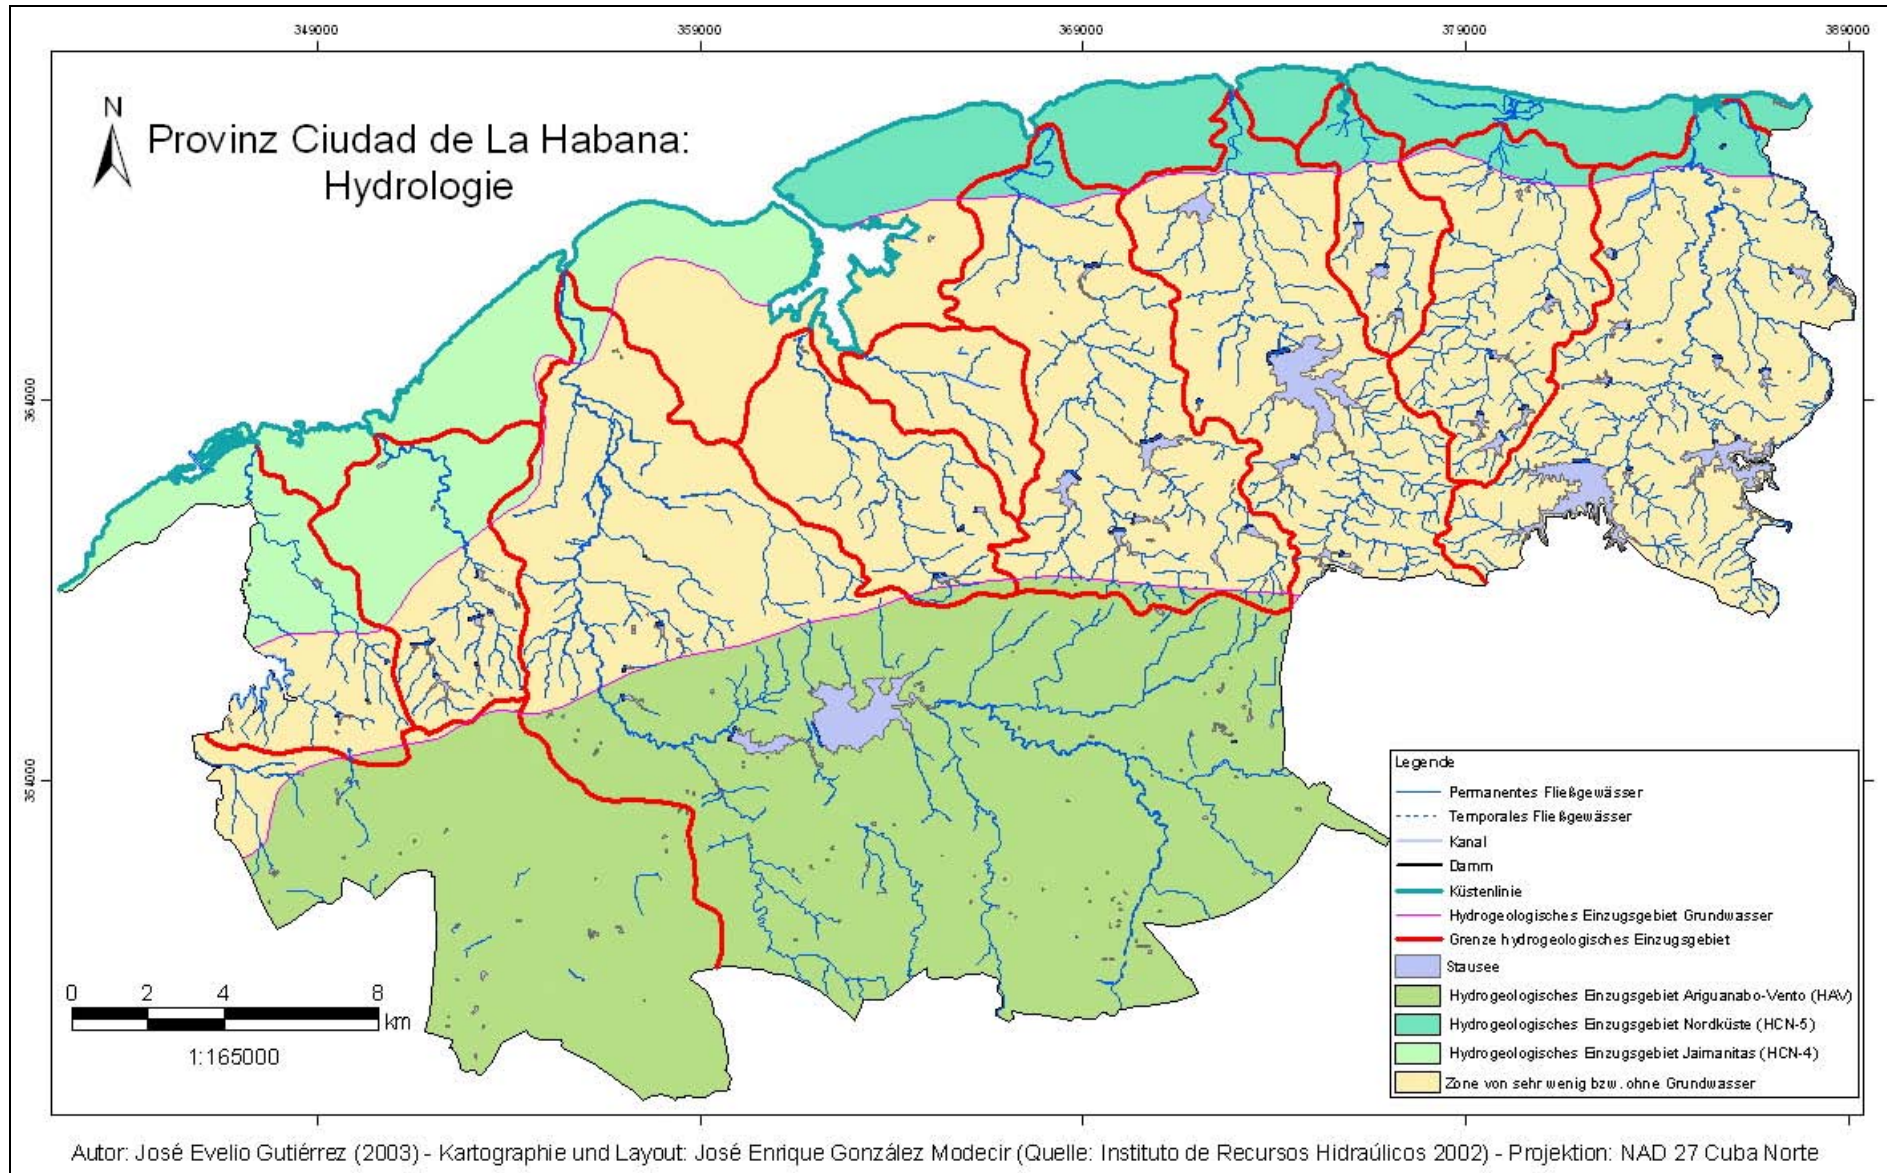 349000
359000
369000
379000
389000
N
Provinz Ciudad de La Habana:
Hydrologie
364000
354000
Legende
Permanentes Fließgewässer
Temporales Fließgewässer
Kanal
Damm
Küstenlinie
Hydrogeologisches Einzugsgebiet Grundwasser
Grenze hydrogeologisches Einzugsgebiet
Stausee
Hydrogeologisches Einzugsgebiet Ariguanabo-Vento (HAV)
Hydrogeologisches Einzugsgebiet Nordküste (HCN-5)
Hydrogeologisches Einzugsgebiet Jaimanitas (HCN-4)
Zone von sehr wenig bzw. ohne Grundwasser
0 2 4 8
km
1:165000
Autor: José Evelio Gutiérrez (2003) - Kartographie und Layout: José Enrique González Modecir (Quelle: Instituto de Recursos Hidraúlicos 2002) - Projektion: NAD 27 Cuba Norte